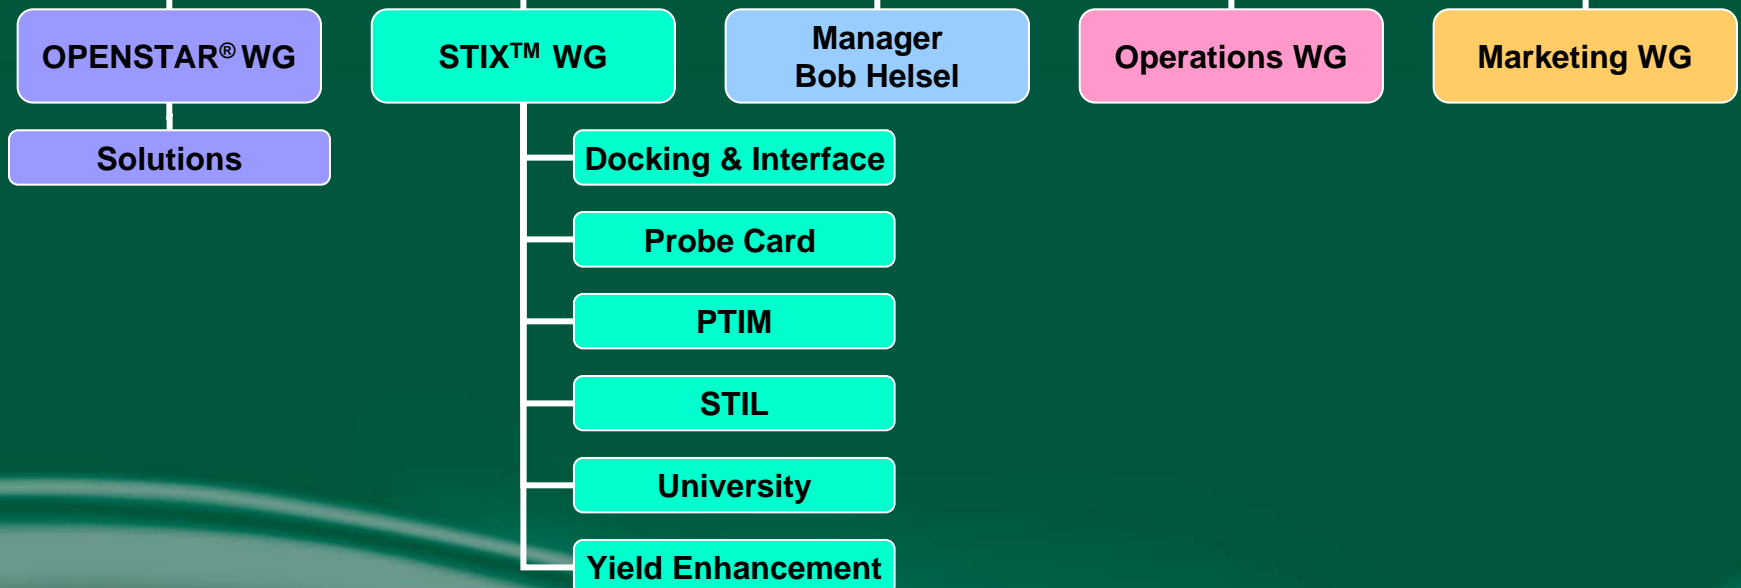 OPENSTAR® WG
STIX™ WG
Manager
Bob Helsel
Operations WG
Marketing WG
Solutions
Docking & Interface
Probe Card
PTIM
STIL
University
Yield Enhancement